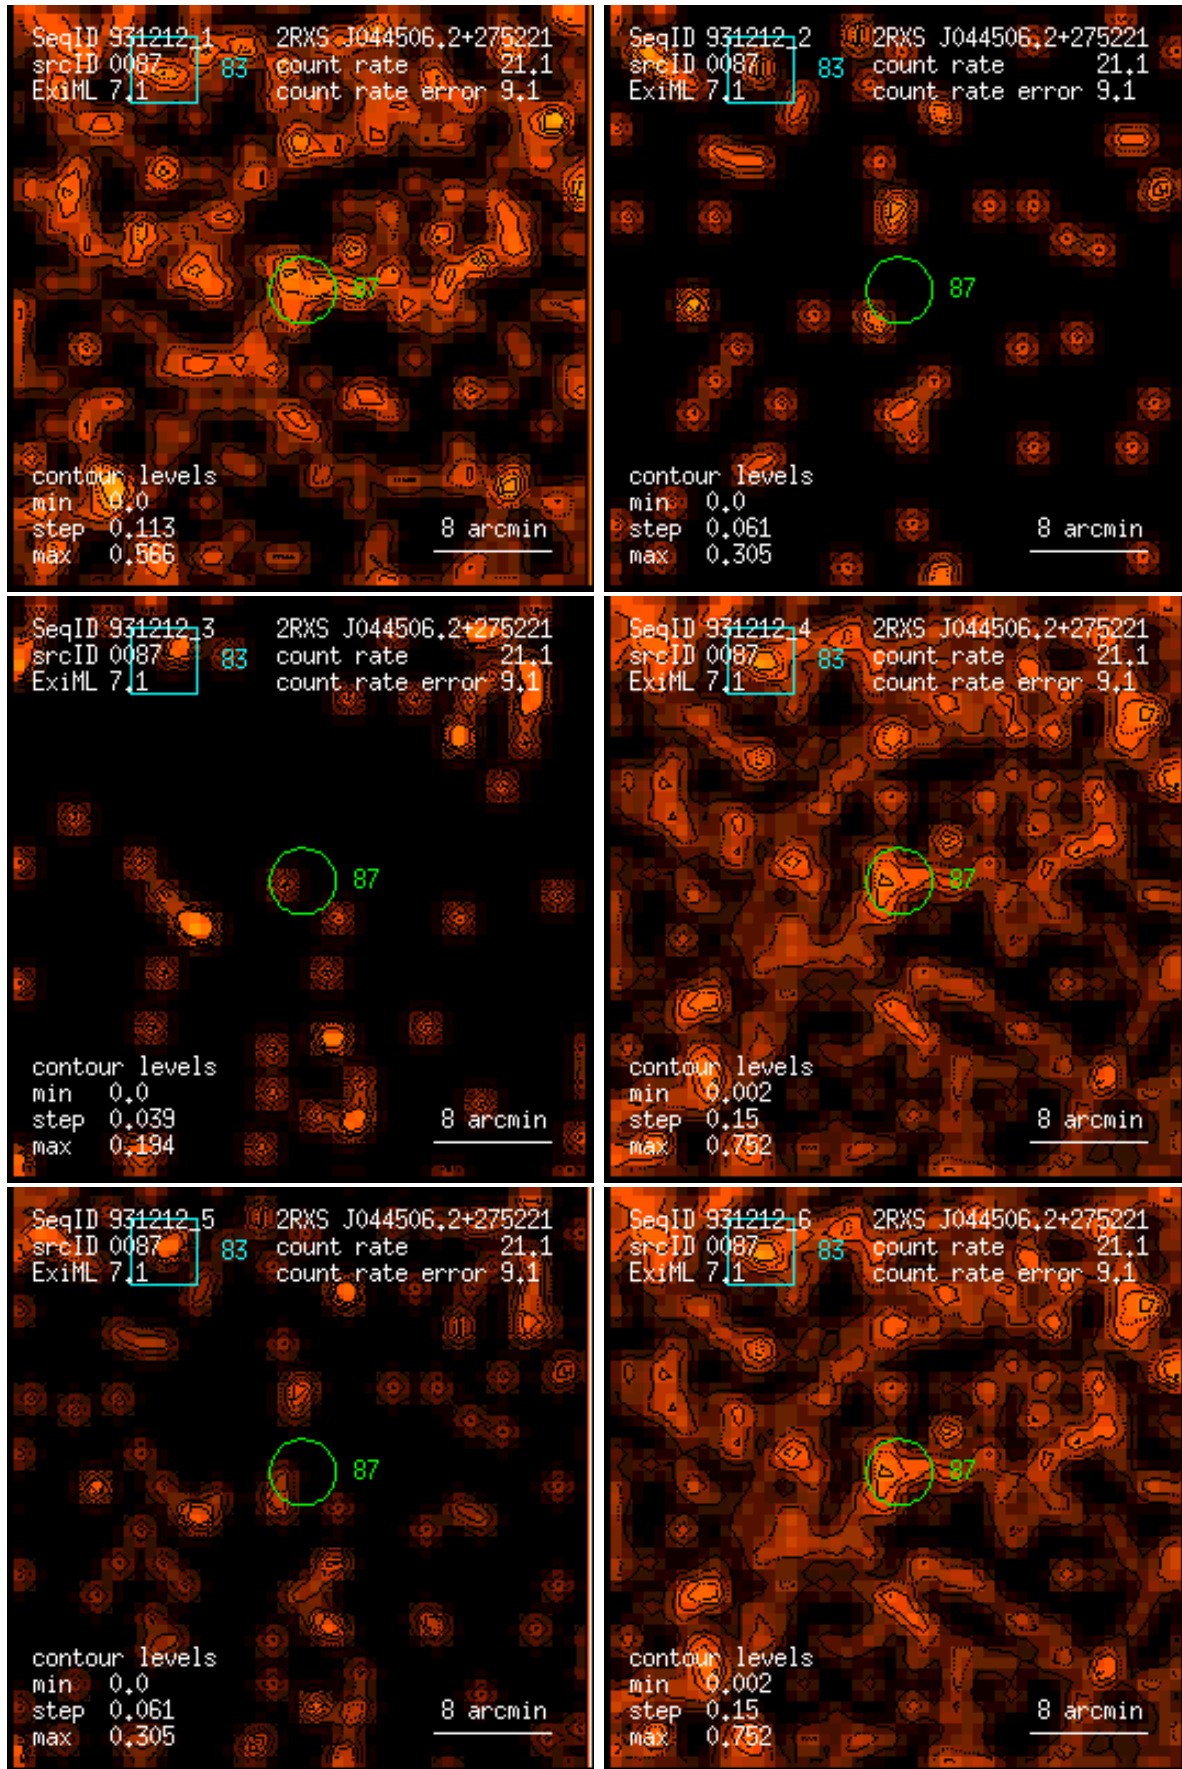 SeqID 931212_1 2RXS J044506.2+275221
srcID 0087 83 count rate 21.1
ExiML 7.1 count rate error 9.1
87
contour levels
min 0.0
step 0.113 8 arcmin
max 0.566
SeqID 931212_2 2RXS J044506.2+275221
srcID 0087 83 count rate 21.1
ExiML 7.1 count rate error 9.1
87
contour levels
min 0.0
step 0.061 8 arcmin
max 0.305
SeqID 931212_3 2RXS J044506.2+275221
srcID 0087 83 count rate 21.1
ExiML 7.1 count rate error 9.1
87
contour levels
min 0.0
step 0.039 8 arcmin
max 0.194
SeqID 931212_4 2RXS J044506.2+275221
srcID 0087 83 count rate 21.1
ExiML 7.1 count rate error 9.1
87
contour levels
min 0.002
step 0.15 8 arcmin
max 0.752
SeqID 931212_5 2RXS J044506.2+275221
srcID 0087 83 count rate 21.1
ExiML 7.1 count rate error 9.1
87
contour levels
min 0.0
step 0.061 8 arcmin
max 0.305
SeqID 931212_6 2RXS J044506.2+275221
srcID 0087 83 count rate 21.1
ExiML 7.1 count rate error 9.1
87
contour levels
min 0.002
step 0.15 8 arcmin
max 0.752